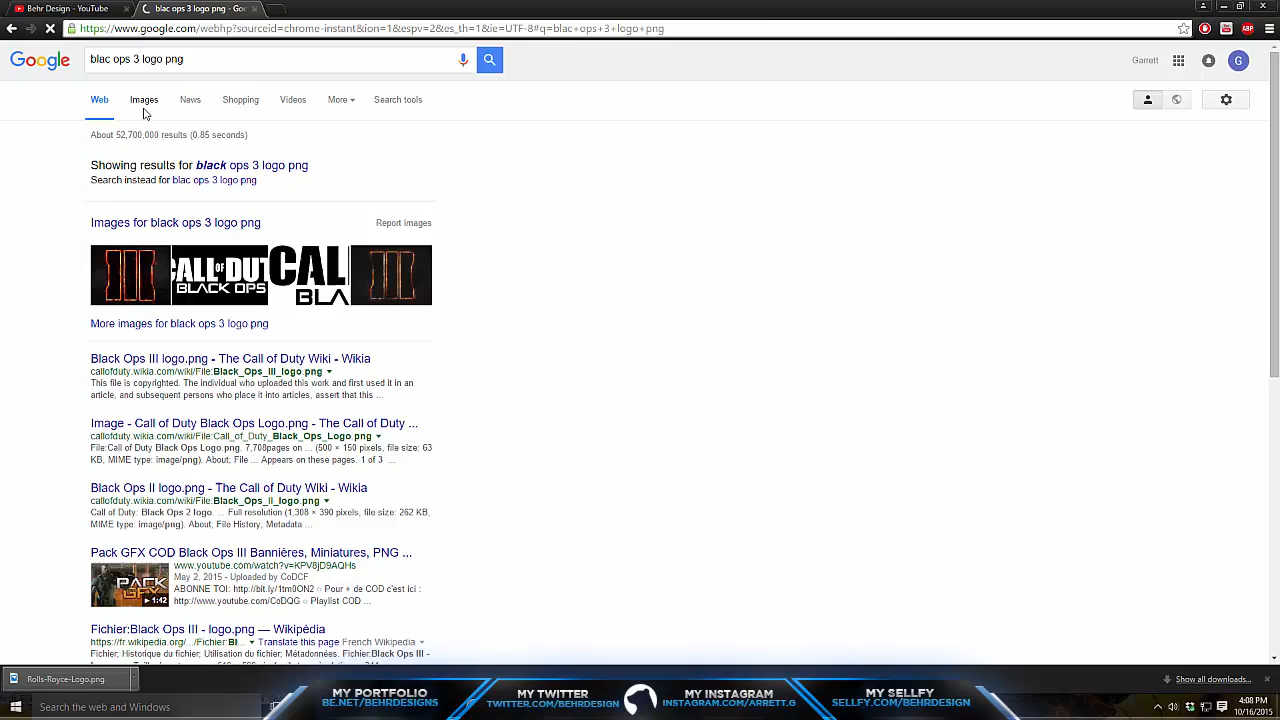 Behr Design - YouTube
blac ops 3 logo png - Goo
https://www.google.com/webhp?sourceid=chrome-instant&ion=1&espv=2&es_th=1&ie=UTF-8#q=blac+ops+3+logo+png
Google
blac ops 3 logo png
Garrett
G
Web Images News Shopping Videos More Search tools
About 52,700,000 results (0.85 seconds)
Showing results for black ops 3 logo png
Search instead for blac ops 3 logo png
Images for black ops 3 logo png
Report images
CALL OF DUT
BLACK OPS
CAL
BLA
More images for black ops 3 logo png
Black Ops III logo.png - The Call of Duty Wiki - Wikia
callofduty.wikia.com/wiki/File:Black_Ops_III_logo.png
This file is copyrighted. The individual who uploaded this work and first used it in an
article, and subsequent persons who place it into articles, assert that this ...
Image - Call of Duty Black Ops Logo.png - The Call of Duty ...
callofduty.wikia.com/wiki/File:Call_of_Duty_Black_Ops_Logo.png
File:Call of Duty Black Ops Logo.png. 7,708pages on ... (500 × 150 pixels, file size: 63
KB, MIME type: image/png). About; File ... Appears on these pages. 1 of 3 ...
Black Ops II logo.png - The Call of Duty Wiki - Wikia
callofduty.wikia.com/wiki/File:Black_Ops_II_logo.png
Call of Duty: Black Ops 2 logo. ... Full resolution (1,308 × 390 pixels, file size: 262 KB,
MIME type: image/png). About; File History, Metadata ...
Pack GFX COD Black Ops III Bannières, Miniatures, PNG ...
www.youtube.com/watch?v=KPV8jD9AQHs
May 2, 2015 - Uploaded by CoDCF
ABONNE TOI: http://bit.ly/1tm0ON2 ○ Pour + de COD c'est ici :
http://www.youtube.com/CoDQG ○ Playlist COD ...
PACK
GFX
1:42
Fichier:Black Ops III - logo.png — Wikipédia
https://fr.wikipedia.org/.../Fichier:Bl... Translate this page French Wikipedia
Fichier; Historique du fichier; Utilisation du fichier; Métadonnées. Fichier:Black Ops III -
Rolls-Royce-Logo.png
Show all downloads...
Search the web and Windows
MY PORTFOLIO
BE.NET/BEHRDESIGNS
MY TWITTER
TWITTER.COM/BEHRDESIGN
MY INSTAGRAM
INSTAGRAM.COM/ARRETT.G
MY SELLFY
SELLFY.COM/BEHRDESIGN
4:08 PM
10/16/2015